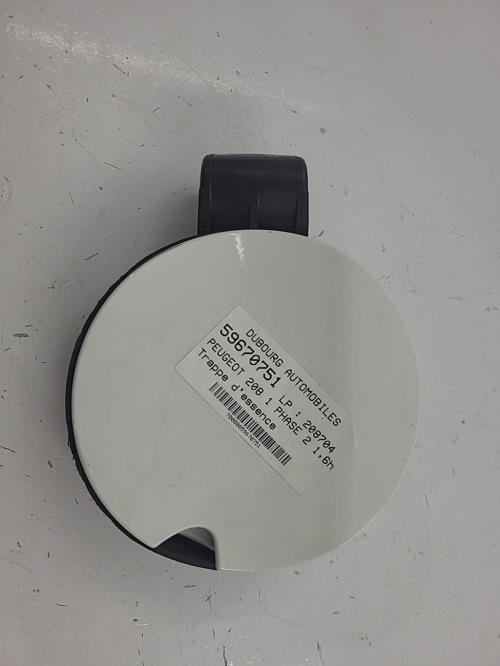 DUBOURG AUTOMOBILES
59670751 LP : 208704
PEUGEOT 208 1 PHASE 2 1,6h
Trappe d'essence